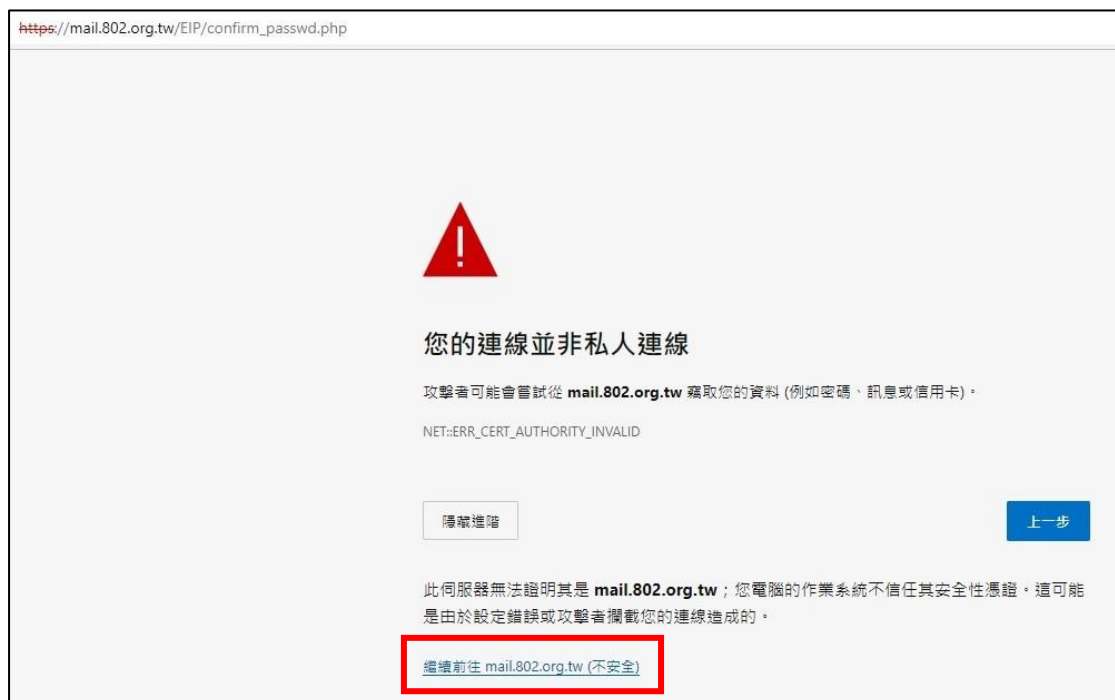 https://mail.802.org.tw/EIP/confirm_passwd.php
您的連線並非私人連線
攻擊者可能會嘗試從 mail.802.org.tw 竊取您的資料 (例如密碼、訊息或信用卡)。
NET::ERR_CERT_AUTHORITY_INVALID
隱藏進階
上一步
此伺服器無法證明其是 mail.802.org.tw；您電腦的作業系統不信任其安全性憑證。這可能
是由於設定錯誤或攻擊者攔截您的連線造成的。
繼續前往 mail.802.org.tw (不安全)